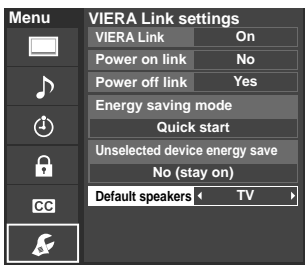 Menu
VIERA Link settings
VIERA Link On
Power on link No
Power off link Yes
Energy saving mode
Quick start
Unselected device energy save
No (stay on)
Default speakers TV
CC